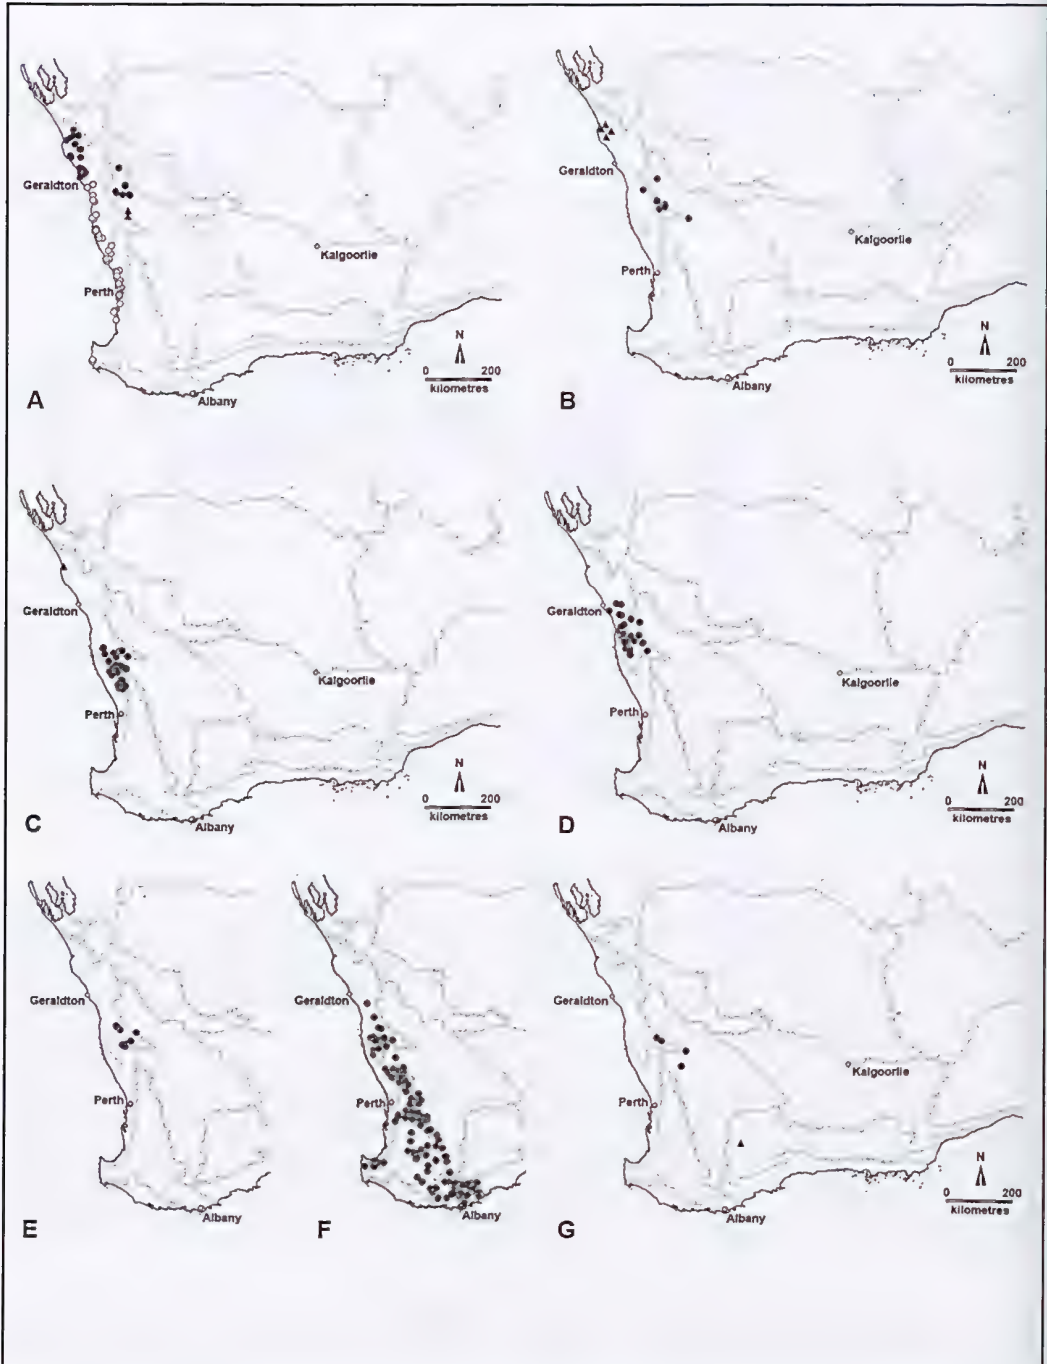 Geraldton
Kalgoorlie
Perth
N
0 200
kilometres
Albany
A
Geraldton
Kalgoorlie
Perth
N
0 200
kilometres
Albany
B
Geraldton
Kalgoorlie
Perth
N
0 200
kilometres
Albany
C
Geraldton
Kalgoorlie
Perth
N
0 200
kilometres
Albany
D
Geraldton
Perth
Albany
E
Geraldton
Perth
Albany
F
Geraldton
Kalgoorlie
Perth
N
0 200
kilometres
Albany
G